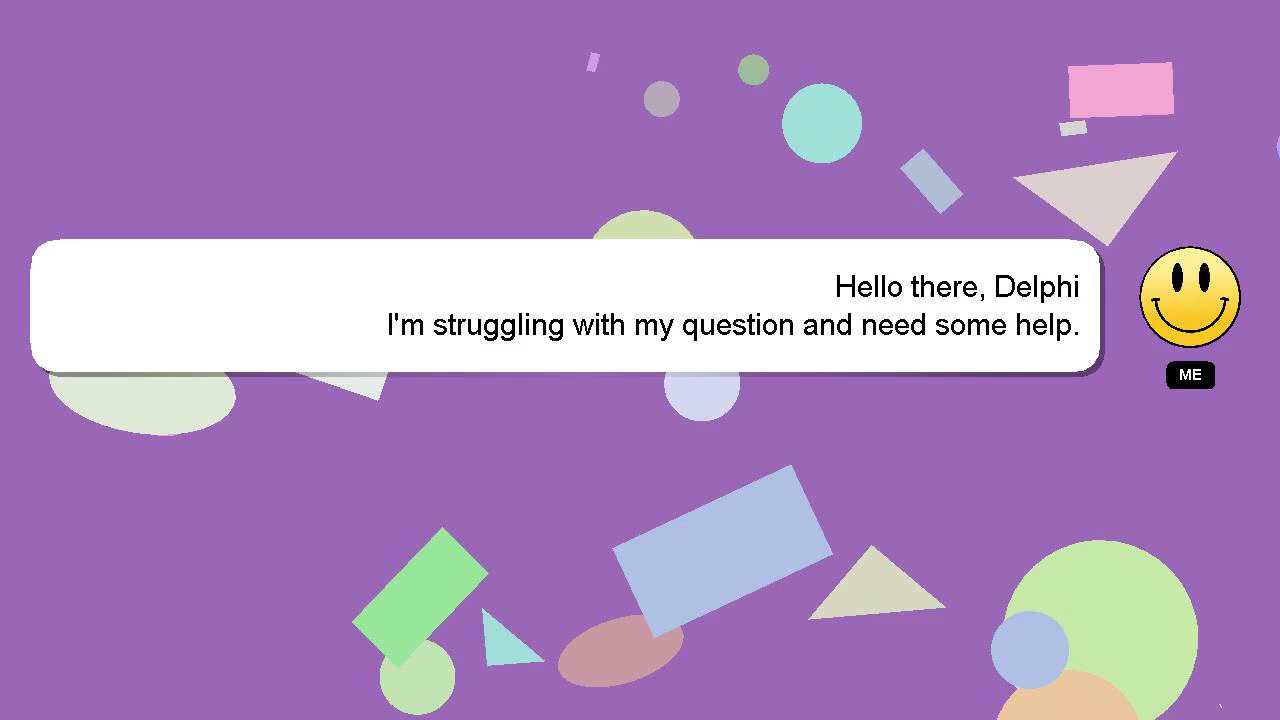 Hello there, Delphi
I'm struggling with my question and need some help.
ME